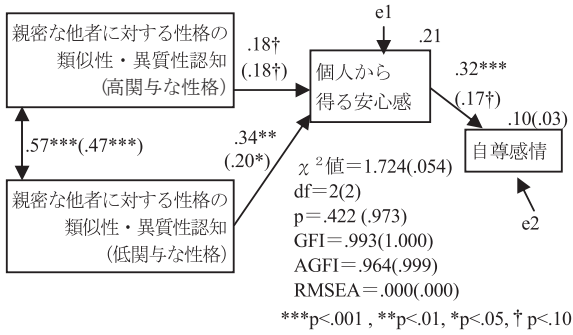 親密な他者に対する性格の
類似性・異質性認知
(高関与な性格)
.57***(.47***)
親密な他者に対する性格の
類似性・異質性認知
(低関与な性格)
.18†
(.18†)
.34**
(.20*)
e1
.21
個人から
得る安心感
.32***
(.17†)
.10(.03)
自尊感情
e2
χ²値＝1.724(.054)
df＝2(2)
p＝.422 (.973)
GFI＝.993(1.000)
AGFI＝.964(.999)
RMSEA＝.000(.000)
***p<.001 , **p<.01, *p<.05, † p<.10